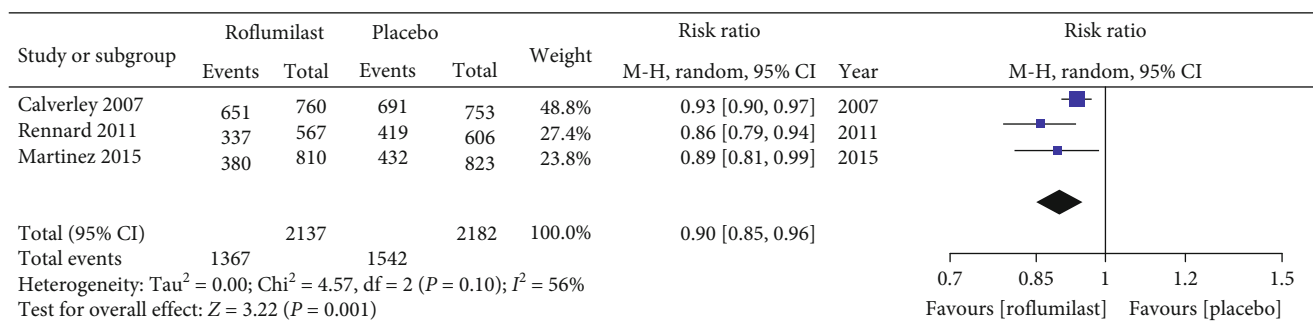 Study or subgroup Roflumilast Placebo Weight Risk ratio Risk ratio
Events Total Events Total M-H, random, 95% CI Year M-H, random, 95% CI
Calverley 2007 651 760 691 753 48.8% 0.93 [0.90, 0.97] 2007
Rennard 2011 337 567 419 606 27.4% 0.86 [0.79, 0.94] 2011
Martinez 2015 380 810 432 823 23.8% 0.89 [0.81, 0.99] 2015
Total (95% CI) 2137 2182 100.0% 0.90 [0.85, 0.96]
Total events 1367 1542
Heterogeneity: Tau² = 0.00; Chi² = 4.57, df = 2 (P = 0.10); I² = 56%
Test for overall effect: Z = 3.22 (P = 0.001)
0.7 0.85 1 1.2 1.5
Favours [roflumilast] Favours [placebo]